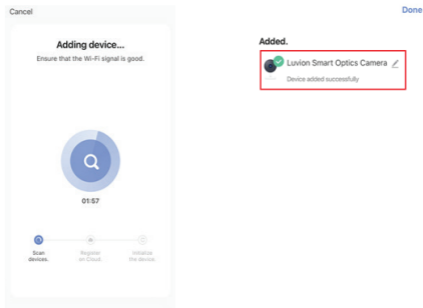 Cancel
Adding device...
Ensure that the Wi-Fi signal is good.
01:57
Scan
devices.
Register
on Cloud.
Initialize
the device.
Done
Added.
Luvion Smart Optics Camera
Device added successfully